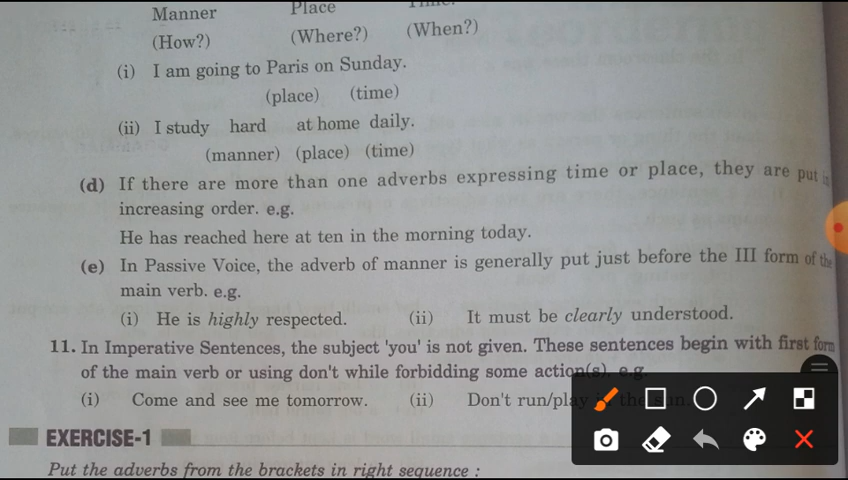 Manner Place Time.
(How?) (Where?) (When?)
(i) I am going to Paris on Sunday.
(place) (time)
(ii) I study hard at home daily.
(manner) (place) (time)
(d) If there are more than one adverbs expressing time or place, they are put in
increasing order. e.g.
He has reached here at ten in the morning today.
(e) In Passive Voice, the adverb of manner is generally put just before the III form of the
main verb. e.g.
(i) He is highly respected. (ii) It must be clearly understood.
11. In Imperative Sentences, the subject 'you' is not given. These sentences begin with first form
of the main verb or using don't while forbidding some action(s). e.g.
(i) Come and see me tomorrow. (ii) Don't run/play in the sun.
EXERCISE-1
Put the adverbs from the brackets in right sequence :